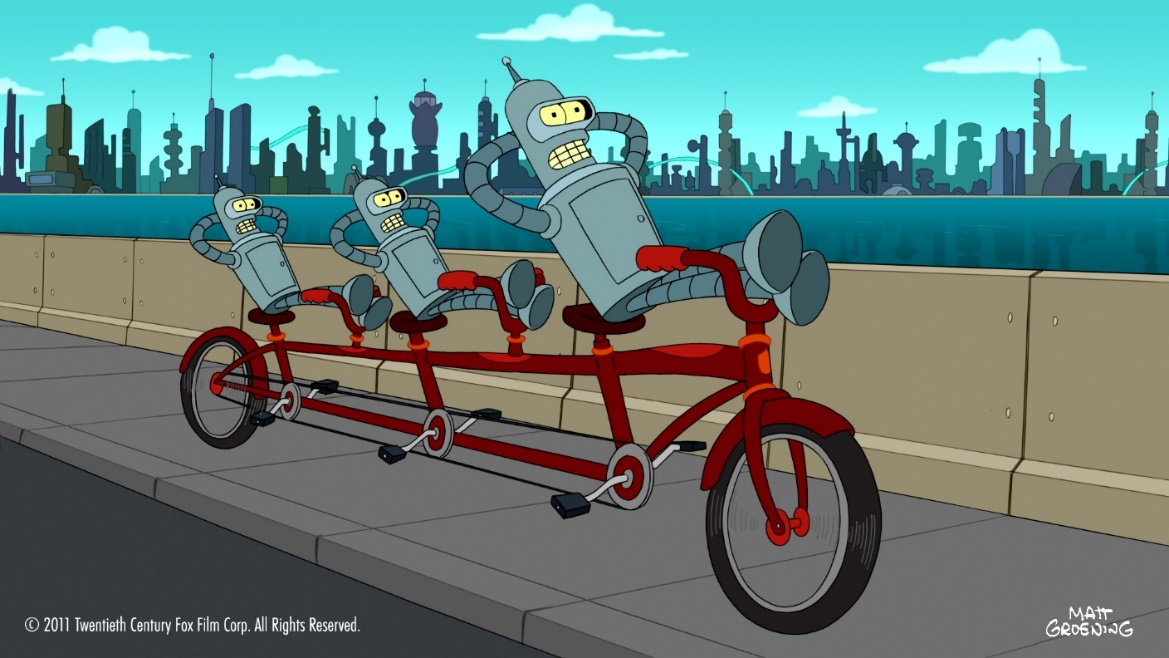 © 2011 Twentieth Century Fox Film Corp. All Rights Reserved.
MATT
GROENING